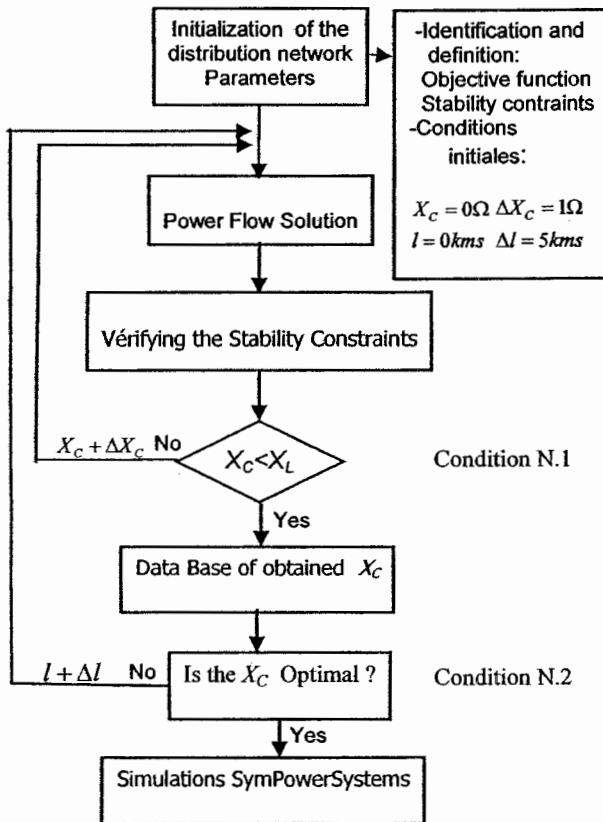 Initialization of the
distribution network
Parameters
-Identification and
definition:
Objective function
Stability contraints
-Conditions
initiales:
X_C = 0Ω ΔX_C = 1Ω
l = 0kms Δl = 5kms
Power Flow Solution
Vérifying the Stability Constraints
X_C + ΔX_C No
X_C<X_L
Condition N.1
Yes
Data Base of obtained X_C
l + Δl No
Is the X_C Optimal ?
Condition N.2
Yes
Simulations SymPowerSystems